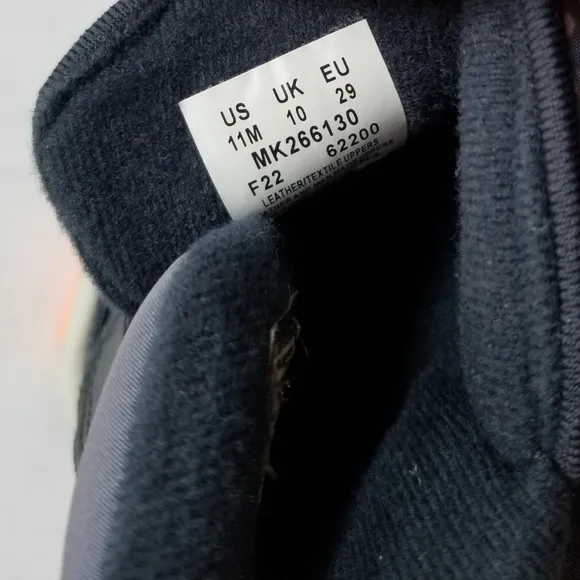 US UK EU
11M 10 29
MK266130
F22 62200
LEATHER/TEXTILE UPPERS